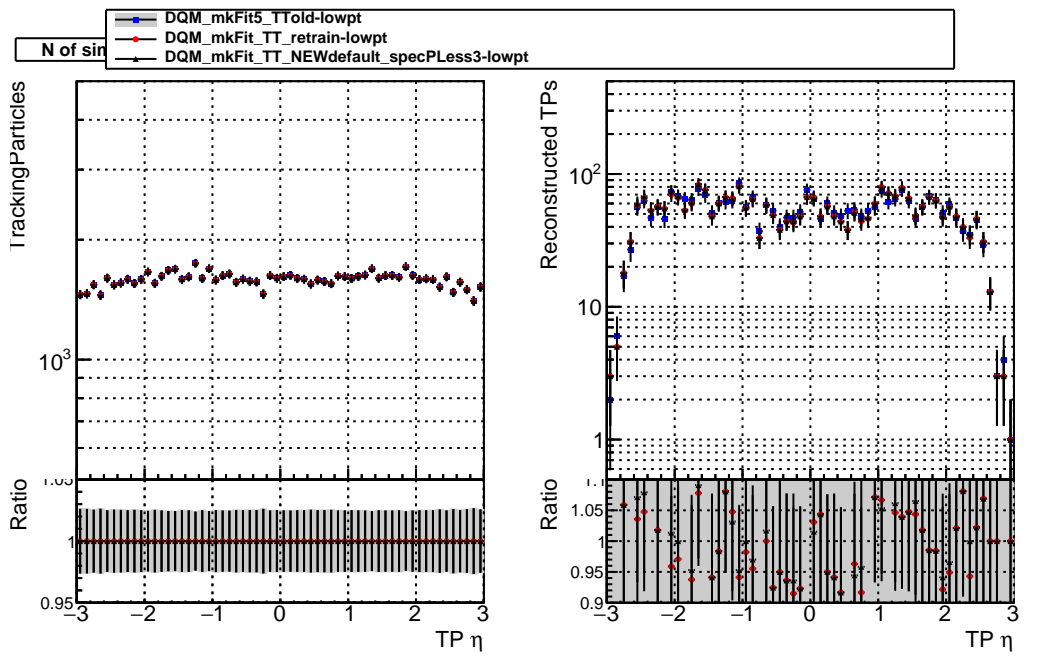 DQM_mkFit5_TTold-lowpt
DQM_mkFit_TT_retrain-lowpt
DQM_mkFit_TT_NEWdefault_specPLess3-lowpt
N of sim
TrackingParticles
10³
Ratio
1.05
1
0.95
−3 −2 −1 0 1 2 3
TP η
Reconstructed TPs
10²
10
1
Ratio
1.1
1.05
1
0.95
0.9
−3 −2 −1 0 1 2 3
TP η